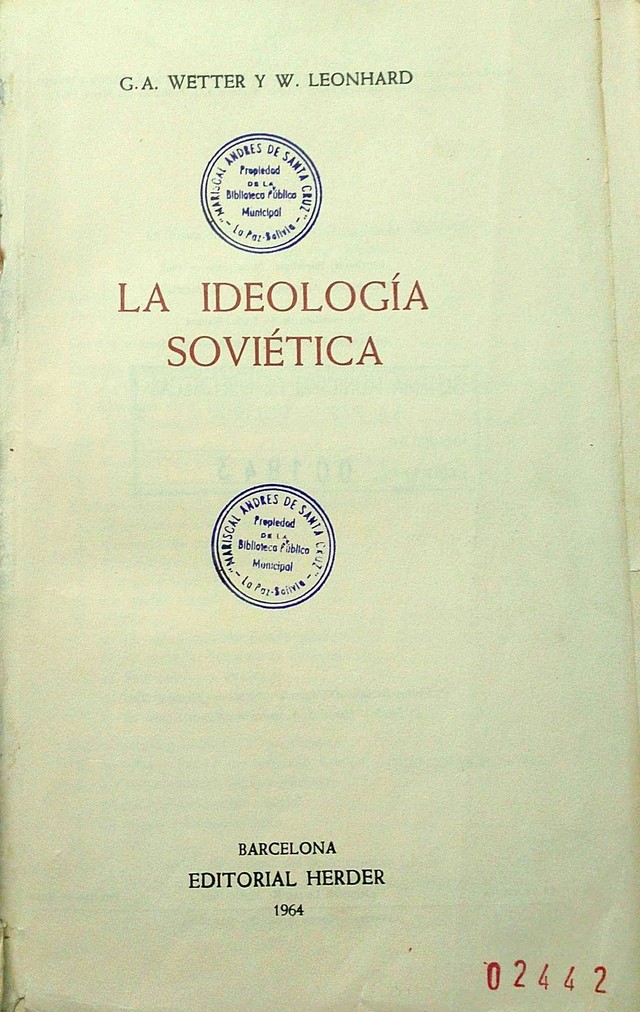 G. A. WETTER Y W. LEONHARD
"MARISCAL ANDRES DE SANTA CRUZ"
Propiedad
DE LA
Biblioteca Pública
Municipal
- La Paz-Bolivia -
LA IDEOLOGÍA
SOVIÉTICA
"MARISCAL ANDRES DE SANTA CRUZ"
Propiedad
DE LA
Biblioteca Pública
Municipal
- La Paz-Bolivia -
BARCELONA
EDITORIAL HERDER
1964
02442